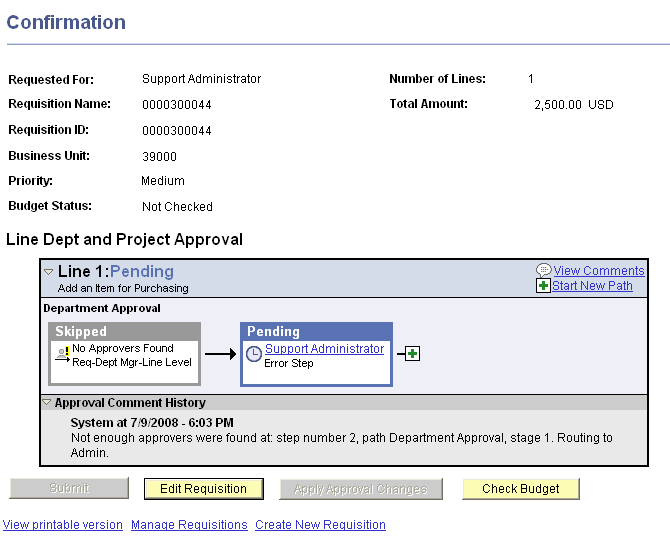 Confirmation
Requested For: Support Administrator Number of Lines: 1
Requisition Name: 0000300044 Total Amount: 2,500.00 USD
Requisition ID: 0000300044
Business Unit: 39000
Priority: Medium
Budget Status: Not Checked
Line Dept and Project Approval
Line 1:Pending View Comments
Add an Item for Purchasing Start New Path
Department Approval
Skipped Pending
No Approvers Found Support Administrator
Req-Dept Mgr-Line Level Error Step
Approval Comment History
System at 7/9/2008 - 6:03 PM
Not enough approvers were found at: step number 2, path Department Approval, stage 1. Routing to
Admin.
Submit Edit Requisition Apply Approval Changes Check Budget
View printable version Manage Requisitions Create New Requisition